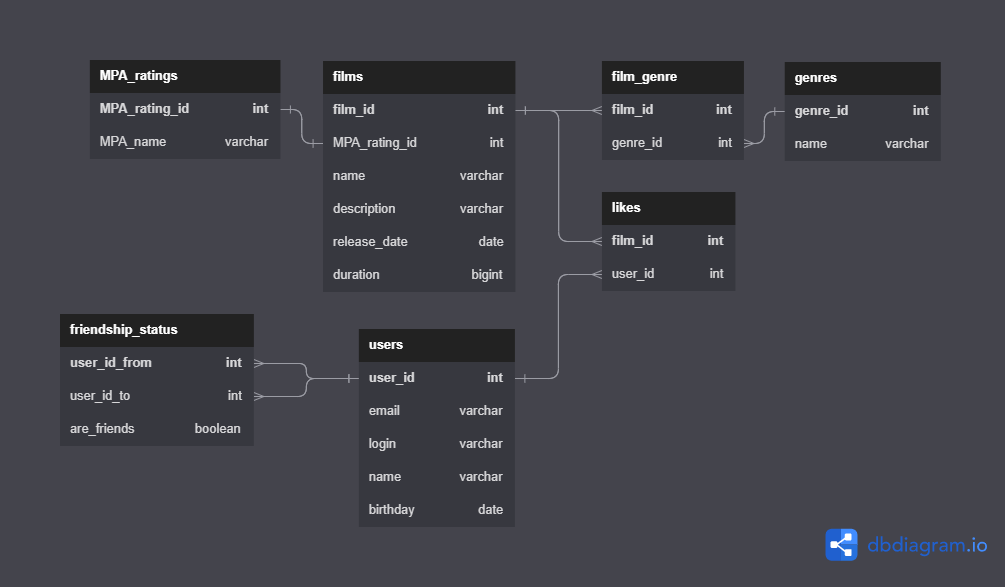 MPA_ratings
MPA_rating_id int
MPA_name varchar
films
film_id int
MPA_rating_id int
name varchar
description varchar
release_date date
duration bigint
film_genre
film_id int
genre_id int
genres
genre_id int
name varchar
likes
film_id int
user_id int
friendship_status
user_id_from int
user_id_to int
are_friends boolean
users
user_id int
email varchar
login varchar
name varchar
birthday date
dbdiagram.io